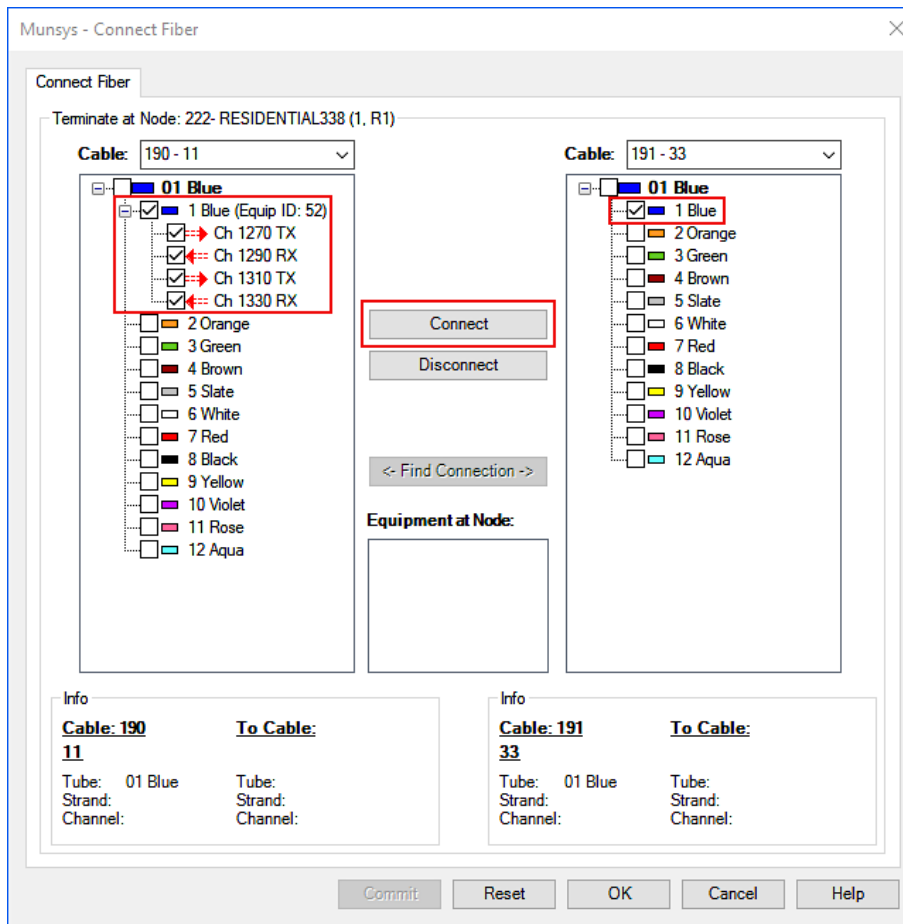 Munsys - Connect Fiber
Connect Fiber
Terminate at Node: 222- RESIDENTIAL338 (1, R1)
Cable: 190 - 11
01 Blue
1 Blue (Equip ID: 52)
Ch 1270 TX
Ch 1290 RX
Ch 1310 TX
Ch 1330 RX
2 Orange
3 Green
4 Brown
5 Slate
6 White
7 Red
8 Black
9 Yellow
10 Violet
11 Rose
12 Aqua
Connect
Disconnect
<- Find Connection ->
Equipment at Node:
Cable: 191 - 33
01 Blue
1 Blue
2 Orange
3 Green
4 Brown
5 Slate
6 White
7 Red
8 Black
9 Yellow
10 Violet
11 Rose
12 Aqua
Info
Cable: 190 To Cable:
11
Tube: 01 Blue Tube:
Strand: Strand:
Channel: Channel:
Info
Cable: 191 To Cable:
33
Tube: 01 Blue Tube:
Strand: Strand:
Channel: Channel:
Commit Reset OK Cancel Help